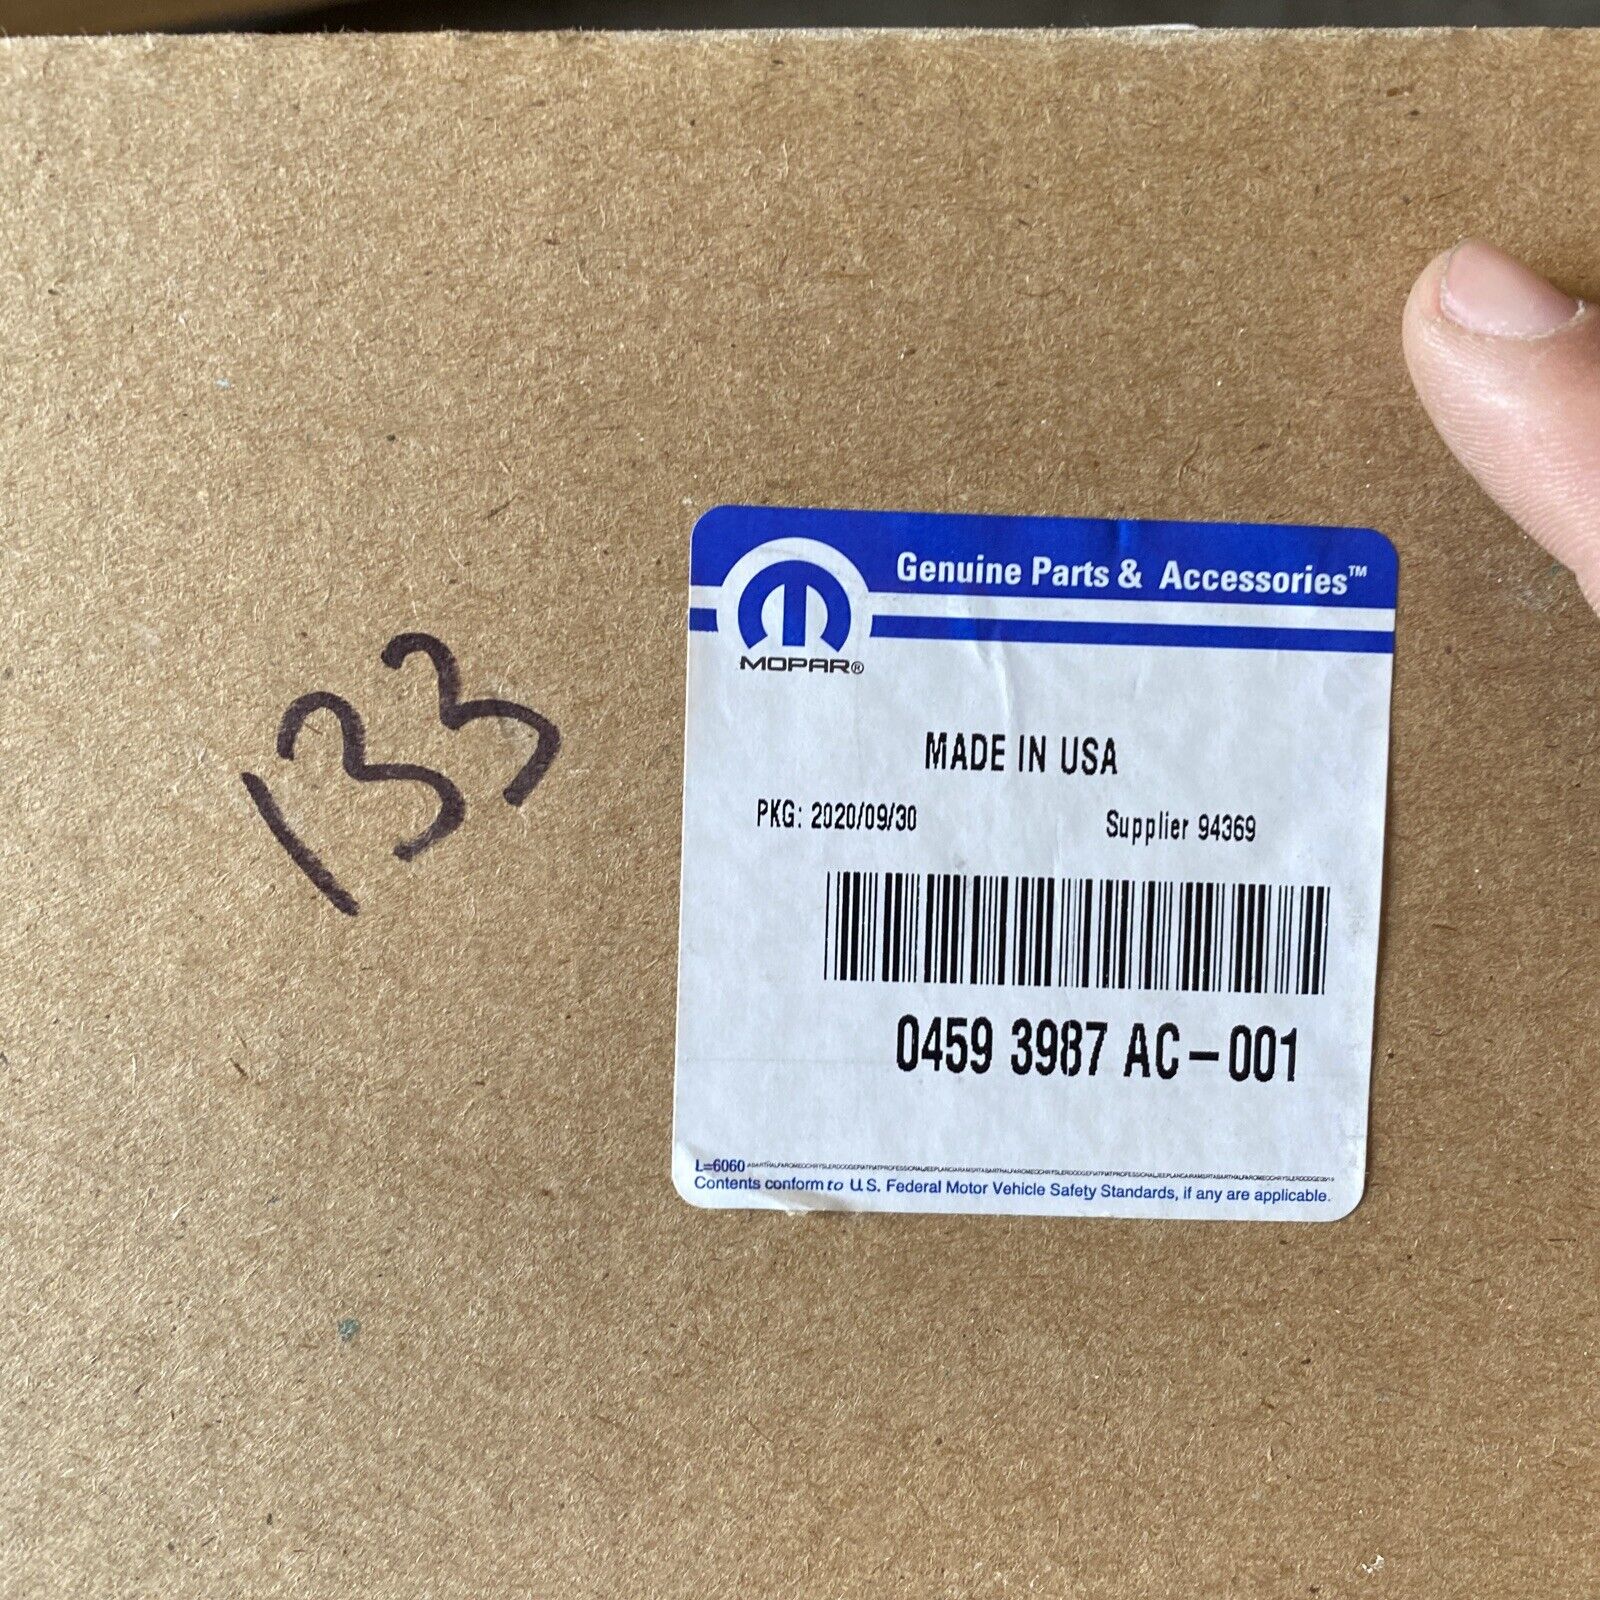 133
Genuine Parts & Accessories™
MOPAR®
MADE IN USA
PKG: 2020/09/30
Supplier 94369
0459 3987 AC-001
L=6060
Contents conform to U.S. Federal Motor Vehicle Safety Standards, if any are applicable.